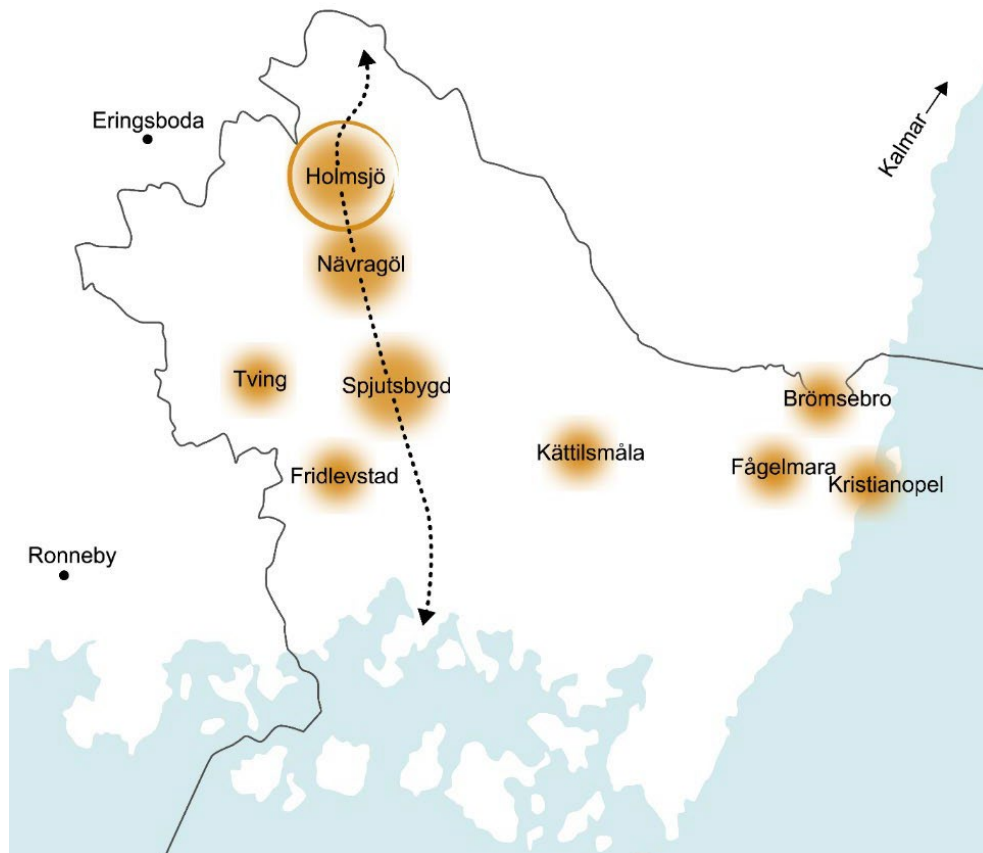 Eringsboda
Kalmar
Holmsjö
Nävragöl
Tving
Spjutsbygd
Brömsebro
Kättilsmåla
Fågelmara
Fridlevstad
Kristianopel
Ronneby